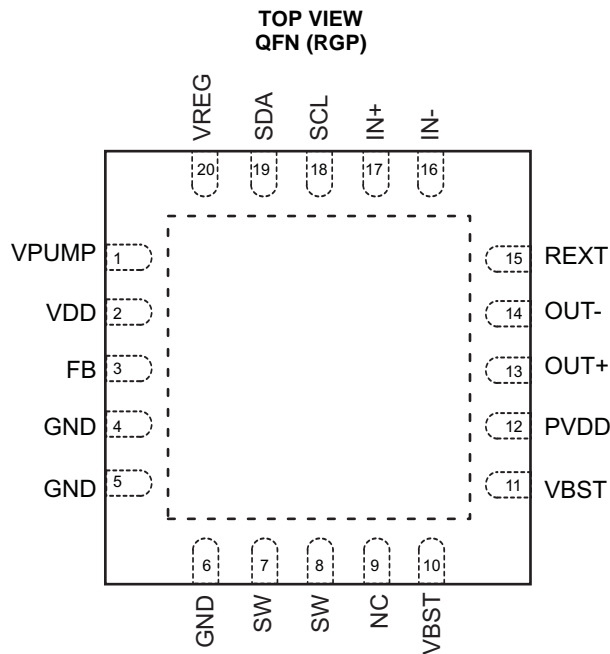 TOP VIEW
QFN (RGP)
VREG
SDA
SCL
IN+
IN-
20
19
18
17
16
VPUMP 1
VDD 2
FB 3
GND 4
GND 5
15 REXT
14 OUT-
13 OUT+
12 PVDD
11 VBST
6
7
8
9
10
GND
SW
SW
NC
VBST